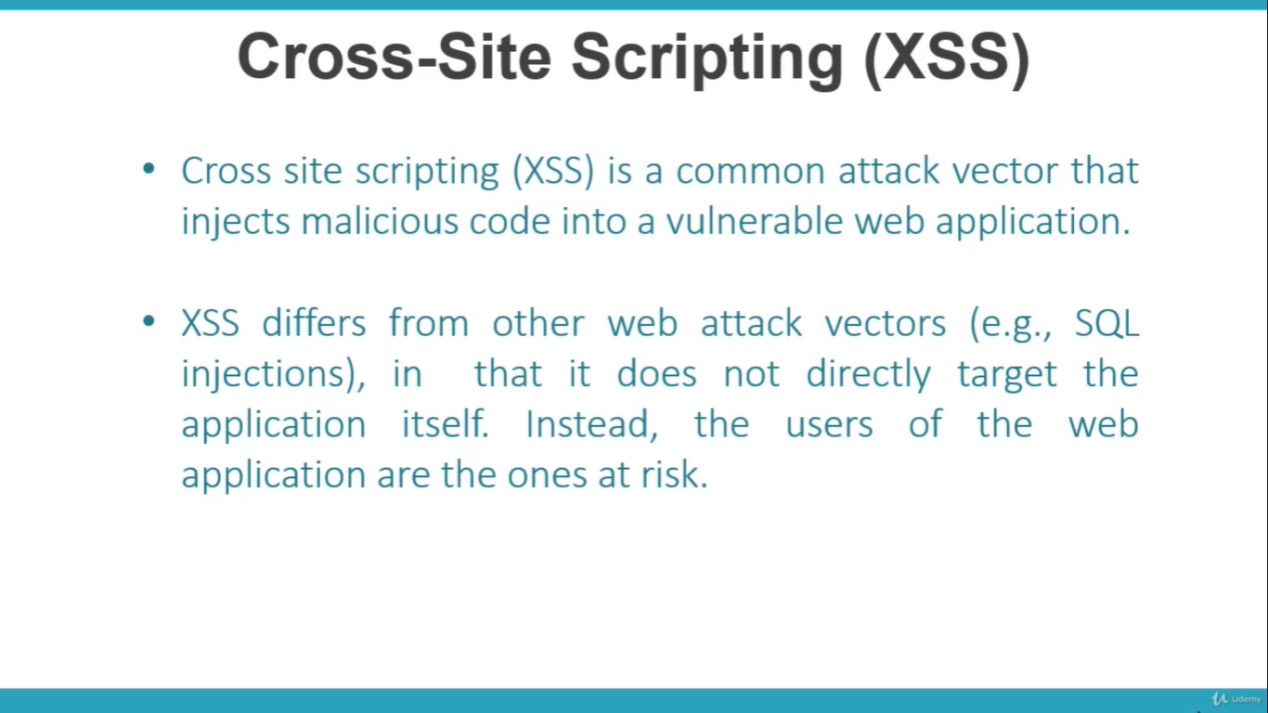 Cross-Site Scripting (XSS)
• Cross site scripting (XSS) is a common attack vector that
injects malicious code into a vulnerable web application.
• XSS differs from other web attack vectors (e.g., SQL
injections), in that it does not directly target the
application itself. Instead, the users of the web
application are the ones at risk.
Udemy